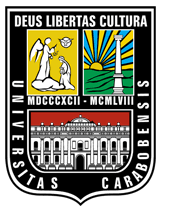 DEUS LIBERTAS CULTURA
MDCCCXCII - MCMLVIII
UNIVERSITAS
CARABOBENSIS